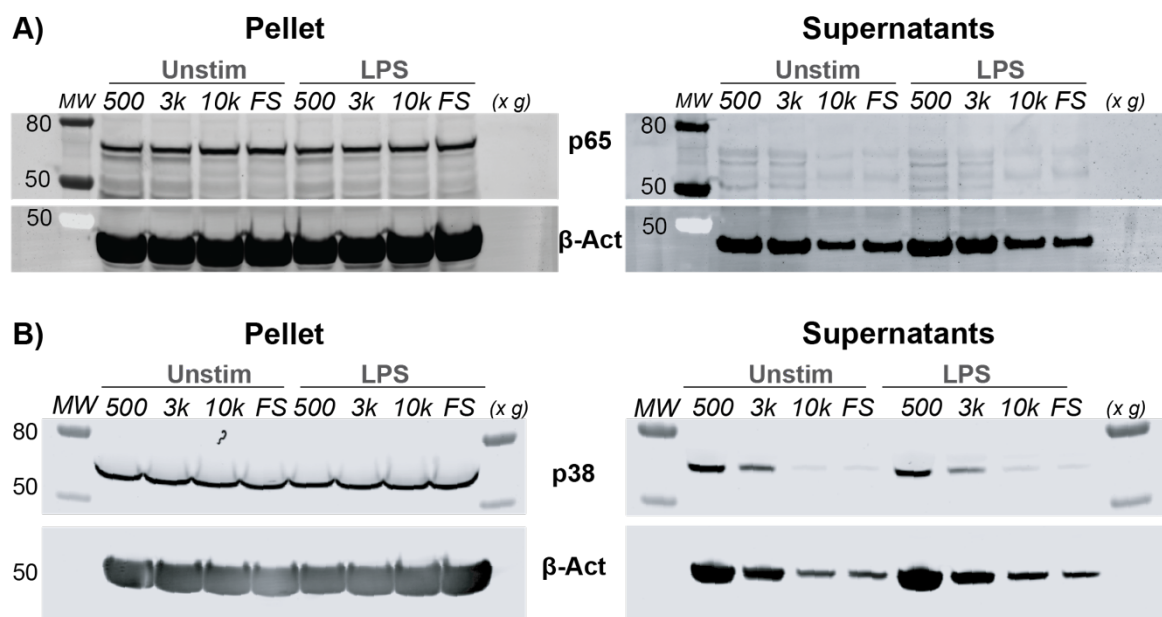 A) Pellet Supernatants
Unstim LPS Unstim LPS
MW 500 3k 10k FS 500 3k 10k FS (x g) MW 500 3k 10k FS 500 3k 10k FS (x g)
80 p65 80
50 50
50 β-Act 50
B) Pellet Supernatants
Unstim LPS Unstim LPS
MW 500 3k 10k FS 500 3k 10k FS (x g) MW 500 3k 10k FS 500 3k 10k FS (x g)
80
50 p38
50 β-Act